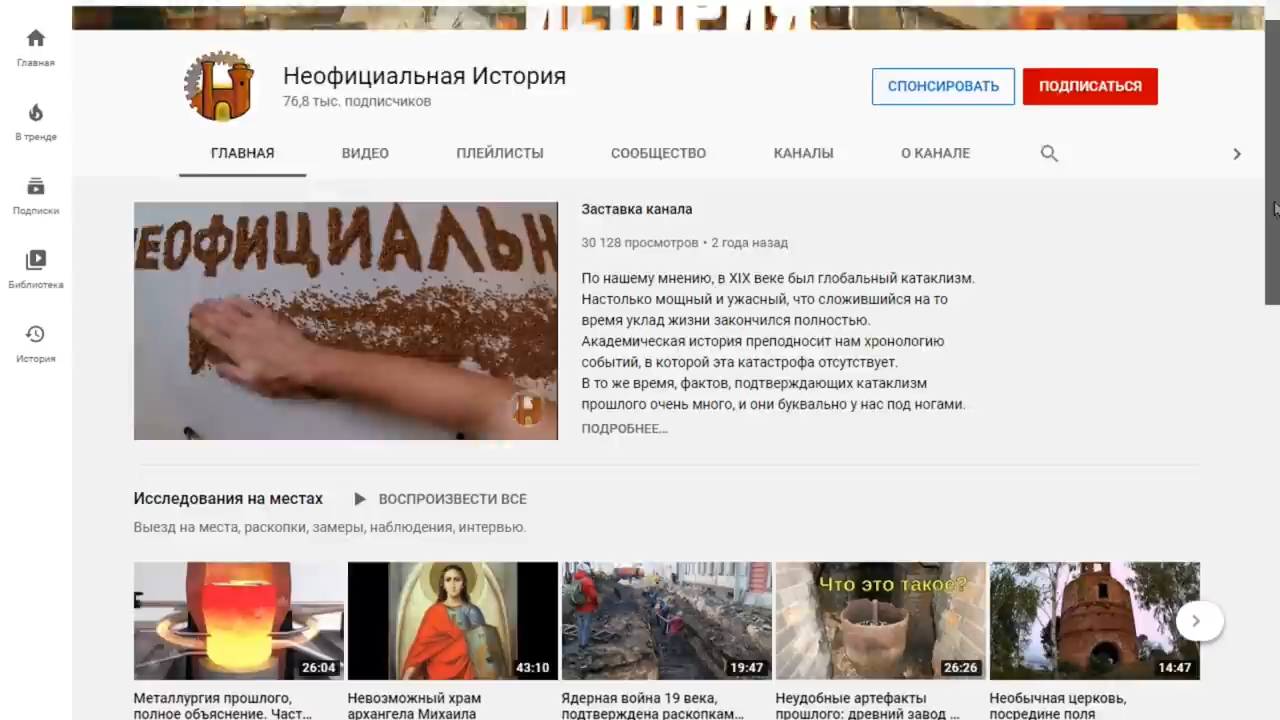 ИСТОРИЯ
Главная
В тренде
Подписки
Библиотека
История
Неофициальная История
76,8 тыс. подписчиков
СПОНСИРОВАТЬ
ПОДПИСАТЬСЯ
ГЛАВНАЯ
ВИДЕО
ПЛЕЙЛИСТЫ
СООБЩЕСТВО
КАНАЛЫ
О КАНАЛЕ
НЕОФИЦИАЛЬН
Заставка канала
30 128 просмотров • 2 года назад
По нашему мнению, в XIX веке был глобальный катаклизм.
Настолько мощный и ужасный, что сложившийся на то
время уклад жизни закончился полностью.
Академическая история преподносит нам хронологию
событий, в которой эта катастрофа отсутствует.
В то же время, фактов, подтверждающих катаклизм
прошлого очень много, и они буквально у нас под ногами.
ПОДРОБНЕЕ...
Исследования на местах
ВОСПРОИЗВЕСТИ ВСЕ
Выезд на места, раскопки, замеры, наблюдения, интервью.
26:04
43:10
19:47
Что это такое?
26:26
14:47
Металлургия прошлого,
полное объяснение. Част...
Невозможный храм
архангела Михаила
Ядерная война 19 века,
подтверждена раскопкам...
Неудобные артефакты
прошлого: древний завод ...
Необычная церковь,
посредине поля